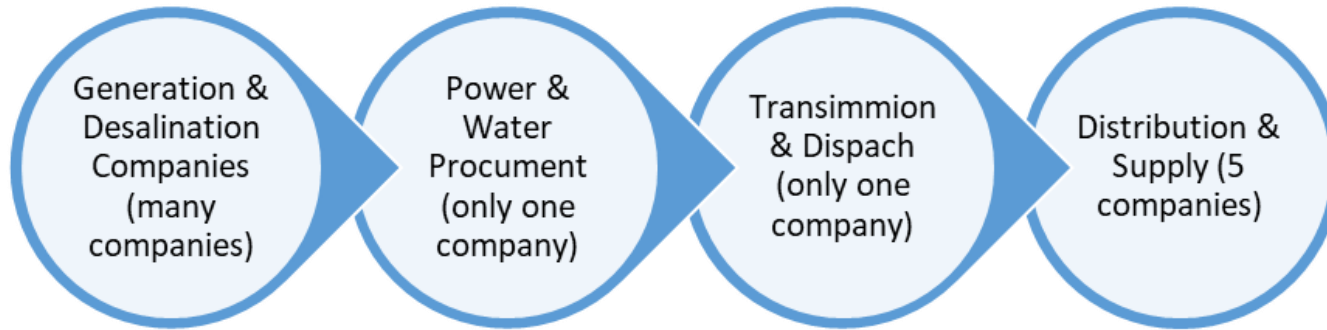 Generation &
Desalination
Companies
(many
companies)
Power &
Water
Procument
(only one
company)
Transimmion
& Dispach
(only one
company)
Distribution &
Supply (5
companies)